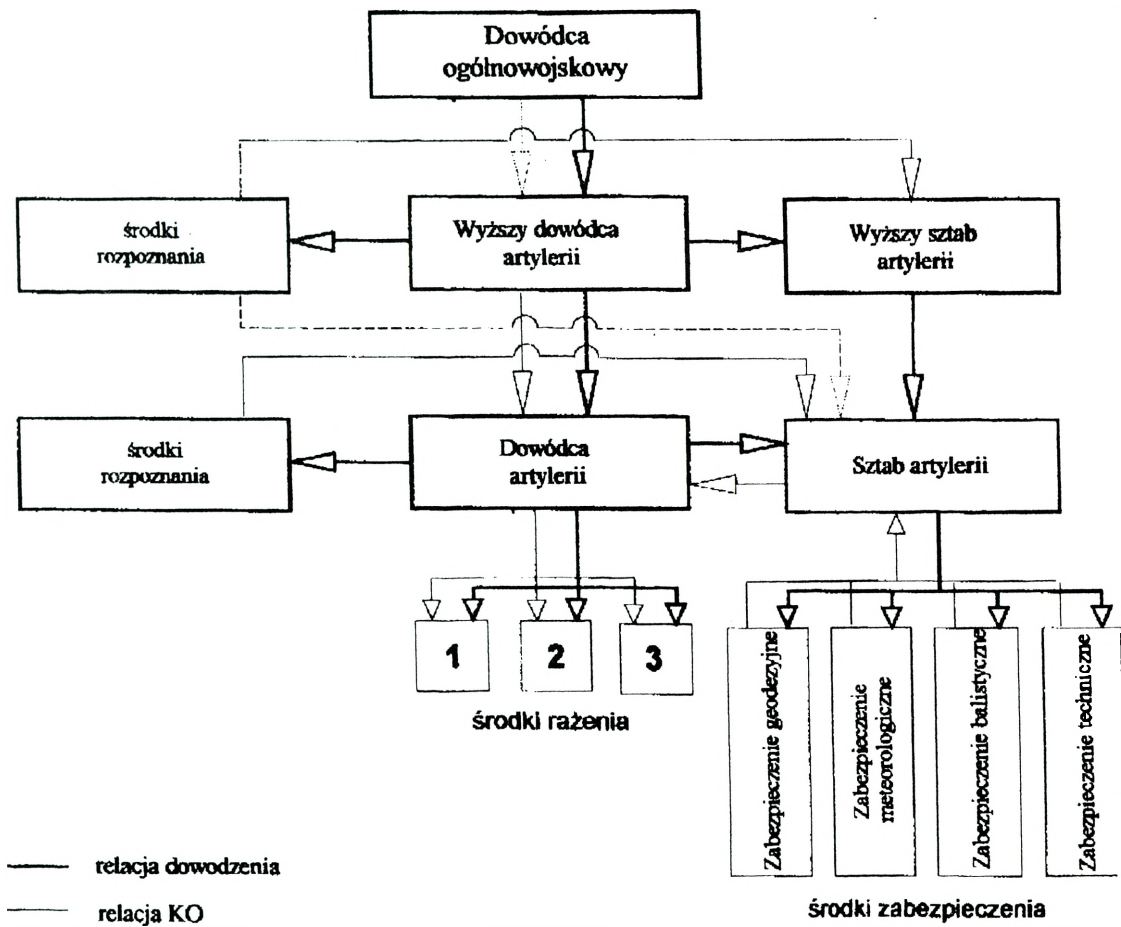 Dowódca
ogólnowojskowy
środki
rozpoznania
Wyższy dowódca
artylerii
Wyższy sztab
artylerii
środki
rozpoznania
Dowódca
artylerii
Sztab artylerii
1
2
3
środki rażenia
Zabezpieczenie geodezyjne
Zabezpieczenie
meteorologiczne
Zabezpieczenie balistyczne
Zabezpieczenie techniczne
środki zabezpieczenia
relacja dowodzenia
relacja KO